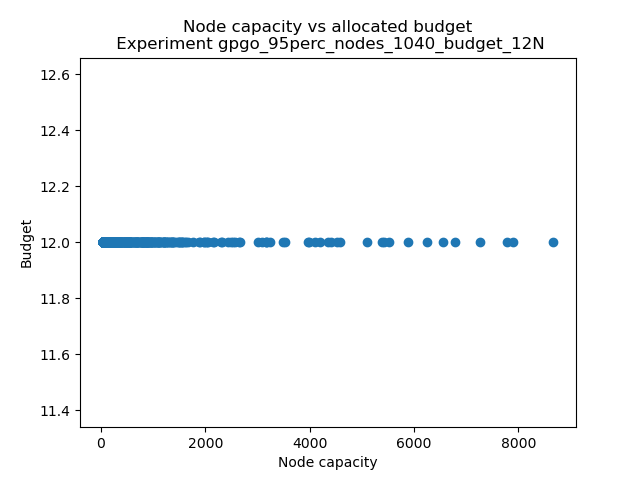 Node capacity vs allocated budget
Experiment gpgo_95perc_nodes_1040_budget_12N
12.6
12.4
12.2
12.0
11.8
11.6
11.4
Budget
0 2000 4000 6000 8000
Node capacity